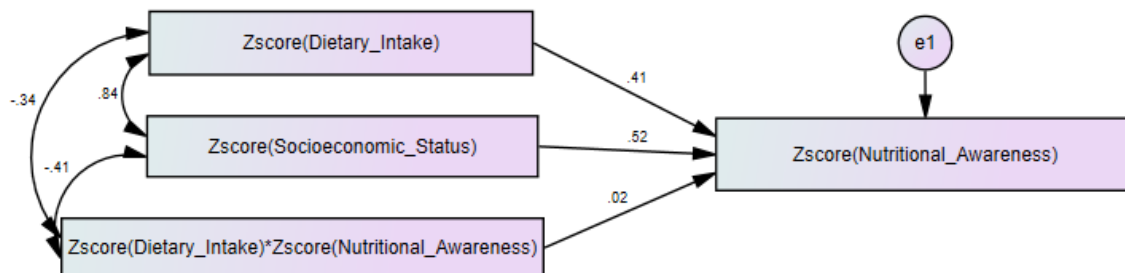 Zscore(Dietary_Intake)
e1
-.34
.84
.41
Zscore(Socioeconomic_Status)
.52
Zscore(Nutritional_Awareness)
-.41
.02
Zscore(Dietary_Intake)*Zscore(Nutritional_Awareness)